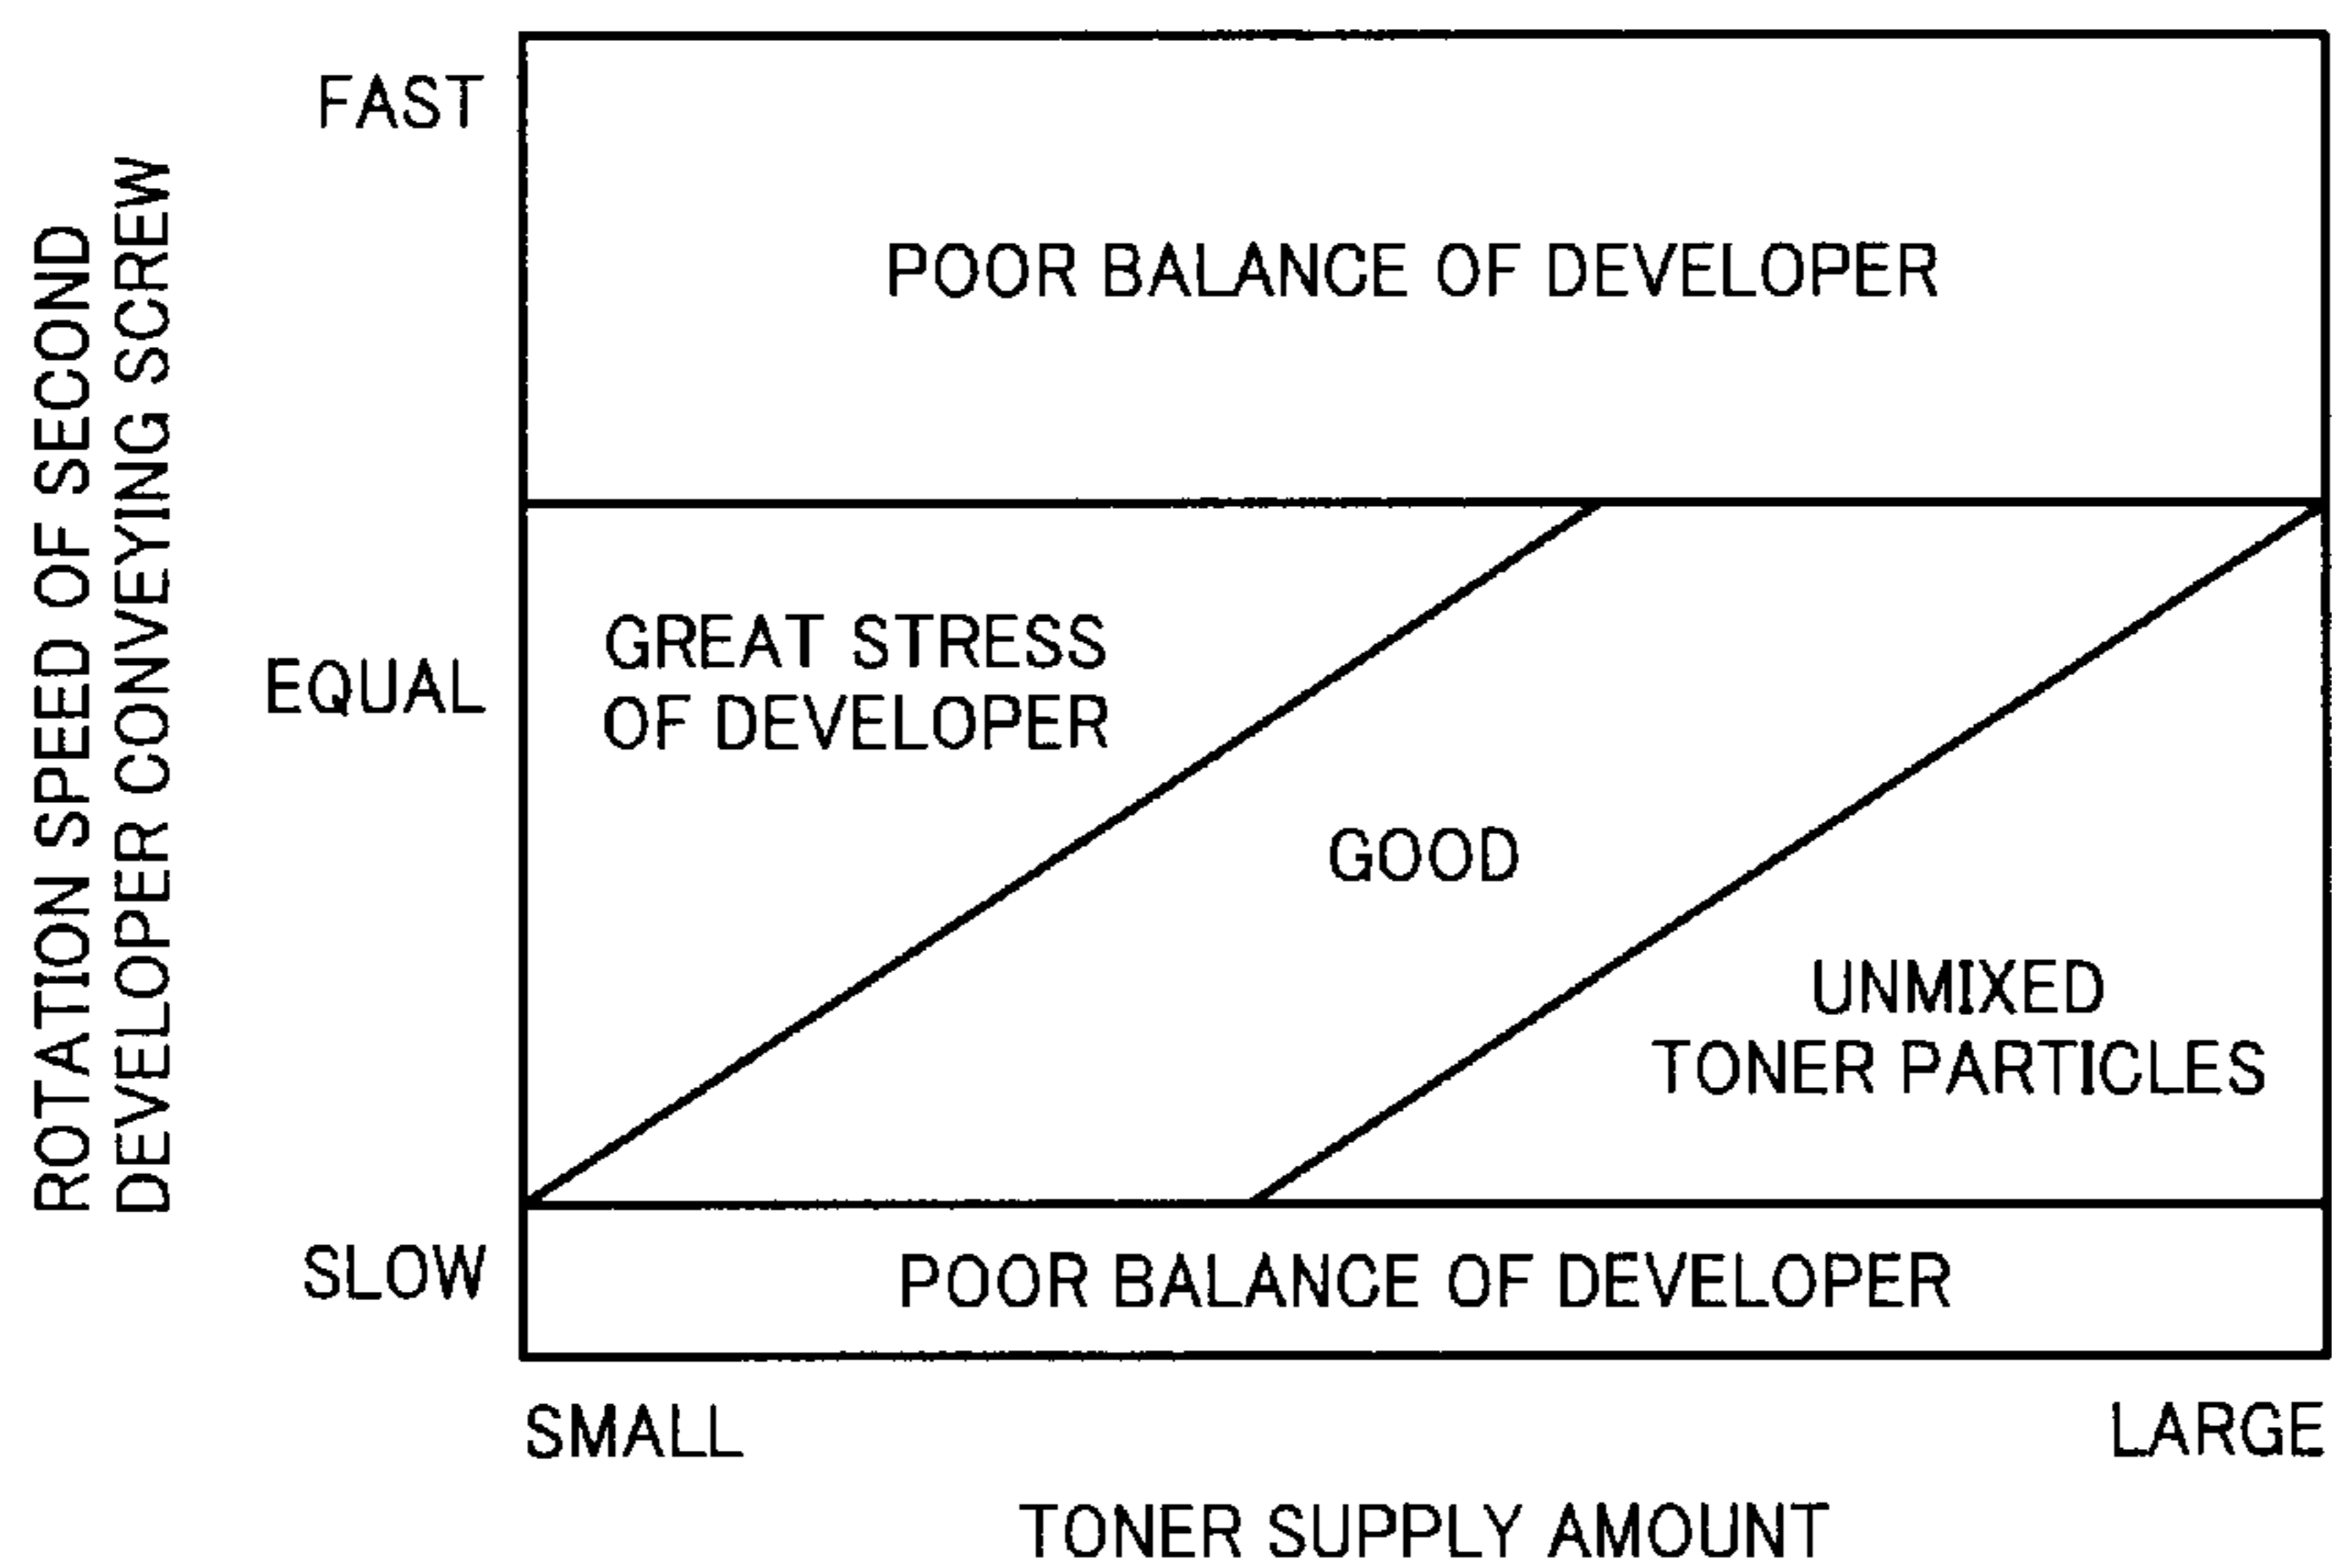 ROTATION SPEED OF SECOND
DEVELOPER CONVEYING SCREW
FAST
EQUAL
SLOW
POOR BALANCE OF DEVELOPER
GREAT STRESS
OF DEVELOPER
GOOD
UNMIXED
TONER PARTICLES
POOR BALANCE OF DEVELOPER
SMALL
LARGE
TONER SUPPLY AMOUNT